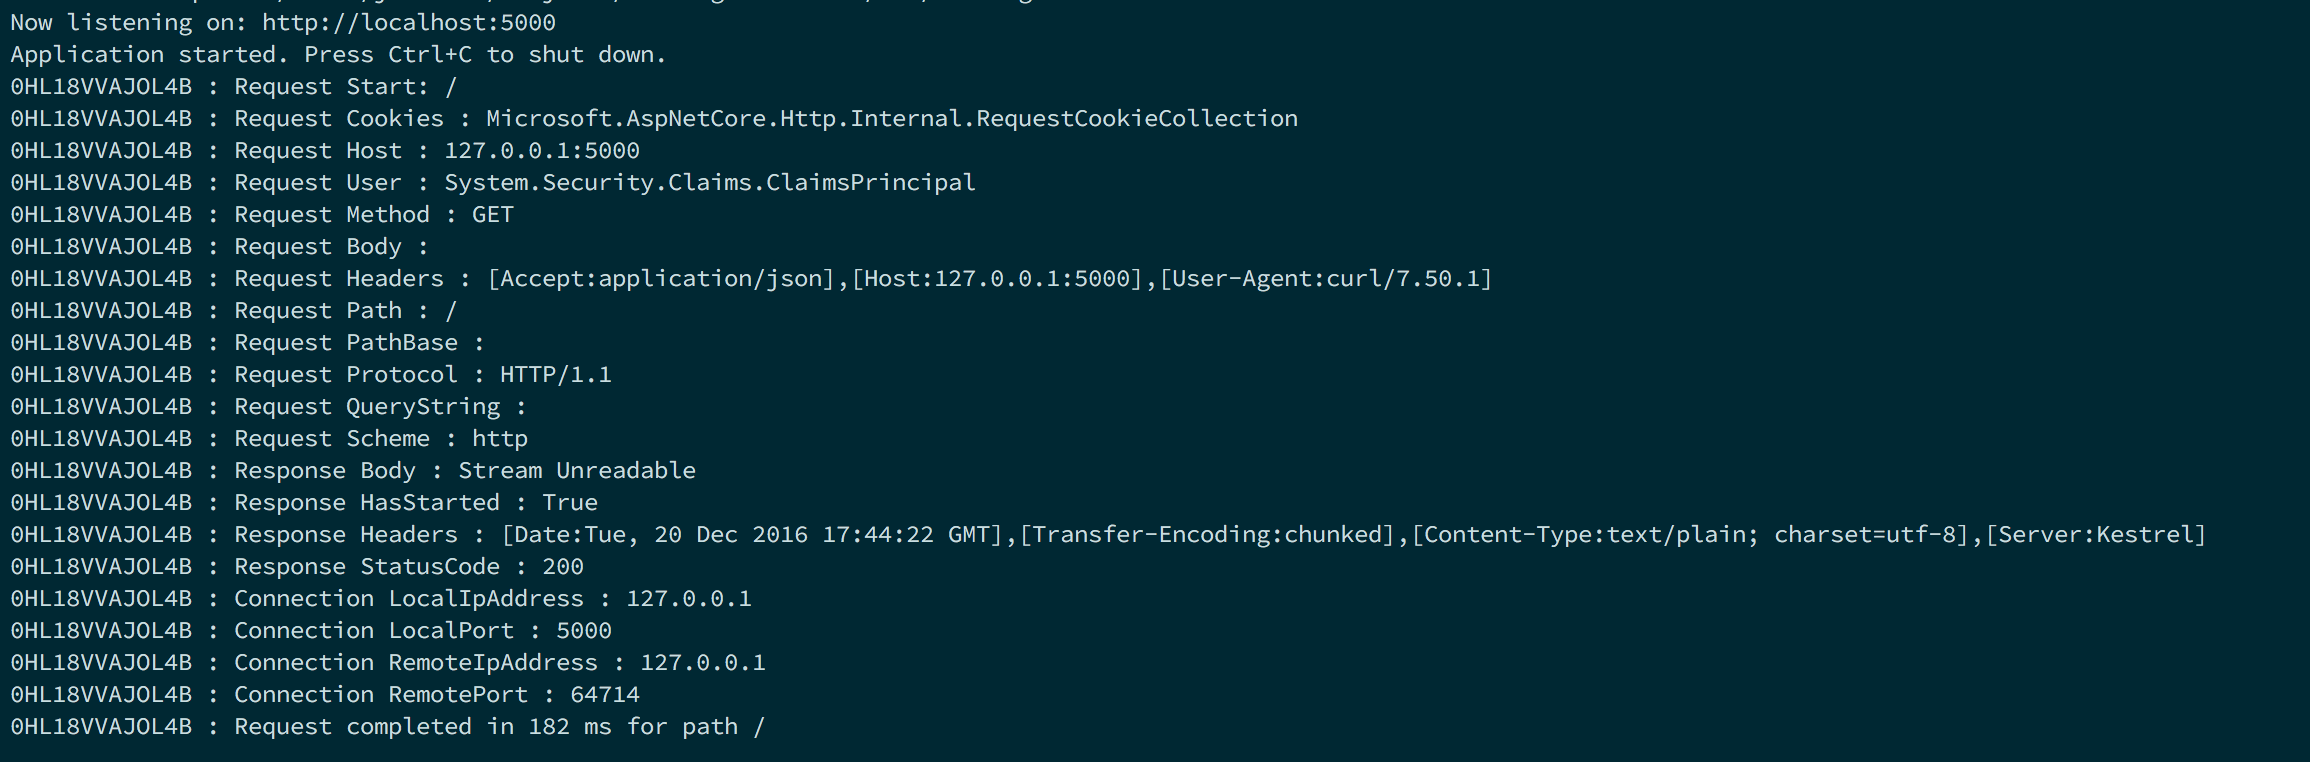 Now listening on: http://localhost:5000
Application started. Press Ctrl+C to shut down.
0HL18VVAJOL4B : Request Start: /
0HL18VVAJOL4B : Request Cookies : Microsoft.AspNetCore.Http.Internal.RequestCookieCollection
0HL18VVAJOL4B : Request Host : 127.0.0.1:5000
0HL18VVAJOL4B : Request User : System.Security.Claims.ClaimsPrincipal
0HL18VVAJOL4B : Request Method : GET
0HL18VVAJOL4B : Request Body :
0HL18VVAJOL4B : Request Headers : [Accept:application/json],[Host:127.0.0.1:5000],[User-Agent:curl/7.50.1]
0HL18VVAJOL4B : Request Path : /
0HL18VVAJOL4B : Request PathBase :
0HL18VVAJOL4B : Request Protocol : HTTP/1.1
0HL18VVAJOL4B : Request QueryString :
0HL18VVAJOL4B : Request Scheme : http
0HL18VVAJOL4B : Response Body : Stream Unreadable
0HL18VVAJOL4B : Response HasStarted : True
0HL18VVAJOL4B : Response Headers : [Date:Tue, 20 Dec 2016 17:44:22 GMT],[Transfer-Encoding:chunked],[Content-Type:text/plain; charset=utf-8],[Server:Kestrel]
0HL18VVAJOL4B : Response StatusCode : 200
0HL18VVAJOL4B : Connection LocalIpAddress : 127.0.0.1
0HL18VVAJOL4B : Connection LocalPort : 5000
0HL18VVAJOL4B : Connection RemoteIpAddress : 127.0.0.1
0HL18VVAJOL4B : Connection RemotePort : 64714
0HL18VVAJOL4B : Request completed in 182 ms for path /